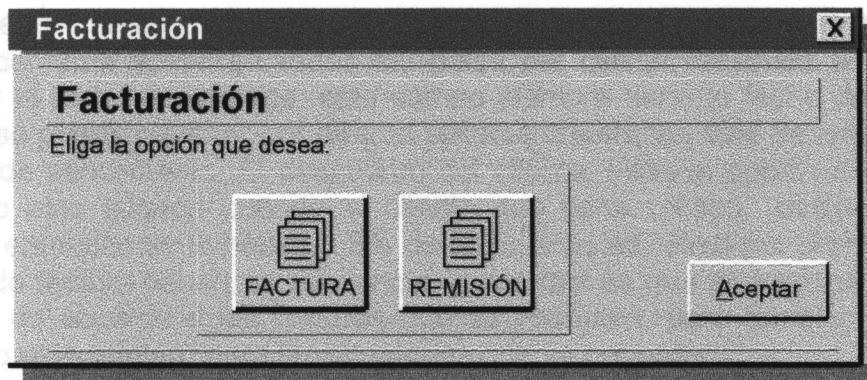 Facturación
X
Facturación
Eliga la opción que desea:
FACTURA
REMISIÓN
Aceptar